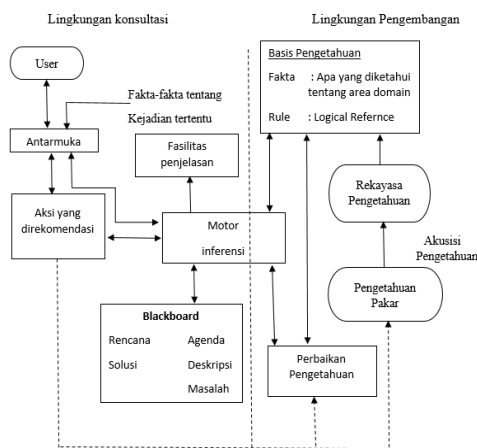 Lingkungan konsultasi
Lingkungan Pengembangan
User
Fakta-fakta tentang
Kejadian tertentu
Antarmuka
Fasilitas
penjelasan
Aksi yang
direkomendasi
Motor
inferensi
Blackboard
Rencana Agenda
Solusi Deskripsi
Masalah
Basis Pengetahuan
Fakta : Apa yang diketahui
tentang area domain
Rule : Logical Refernce
Rekayasa
Pengetahuan
Akusisi
Pengetahuan
Pengetahuan
Pakar
Perbaikan
Pengetahuan